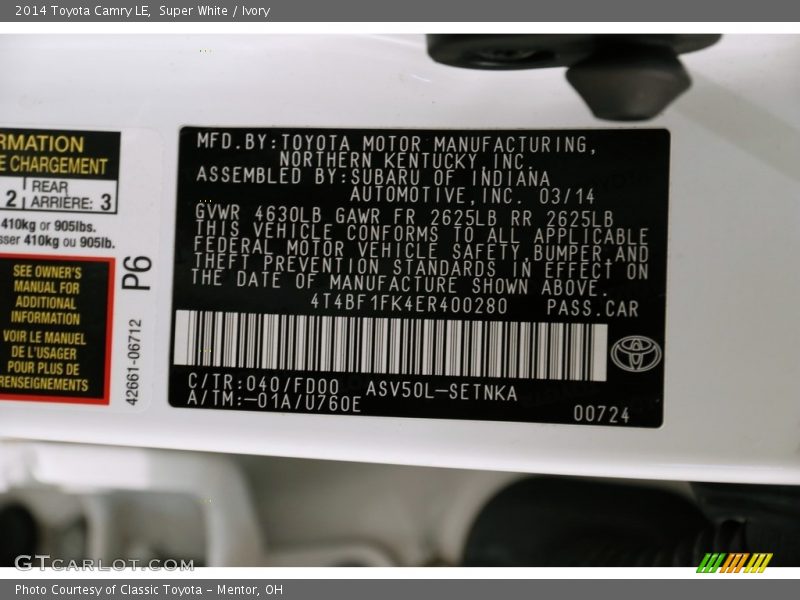 2014 Toyota Camry LE, Super White / Ivory
RMATION
E CHARGEMENT
2 REAR
ARRIÈRE: 3
410kg or 905lbs.
sser 410kg ou 905lb.
SEE OWNER'S
MANUAL FOR
ADDITIONAL
INFORMATION
VOIR LE MANUEL
DE L'USAGER
POUR PLUS DE
RENSEIGNEMENTS
P6
42661-06712
MFD.BY:TOYOTA MOTOR MANUFACTURING,
NORTHERN KENTUCKY,INC.
ASSEMBLED BY:SUBARU OF INDIANA
AUTOMOTIVE,INC. 03/14
GVWR 4630LB GAWR FR 2625LB RR 2625LB
THIS VEHICLE CONFORMS TO ALL APPLICABLE
FEDERAL MOTOR VEHICLE SAFETY,BUMPER,AND
THEFT PREVENTION STANDARDS IN EFFECT ON
THE DATE OF MANUFACTURE SHOWN ABOVE.
4T4BF1FK4ER400280 PASS.CAR
C/TR:040/FD00 ASV50L-SETNKA
A/TM:-01A/U760E
00724
GTCARLOT.COM
Photo Courtesy of Classic Toyota - Mentor, OH